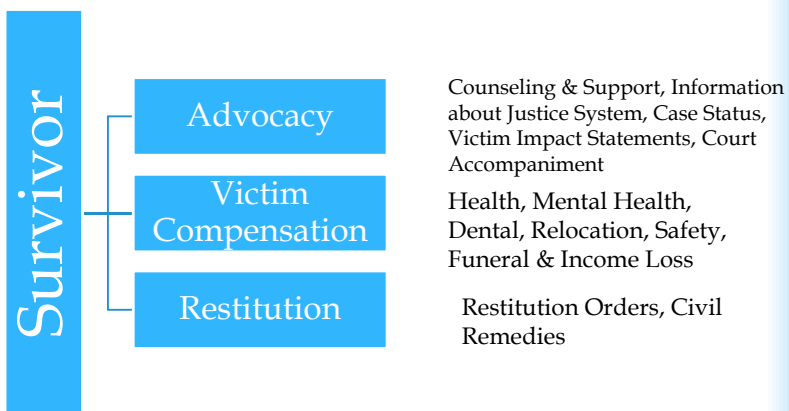 Survivor
Advocacy
Counseling & Support, Information
about Justice System, Case Status,
Victim Impact Statements, Court
Accompaniment
Victim
Compensation
Health, Mental Health,
Dental, Relocation, Safety,
Funeral & Income Loss
Restitution
Restitution Orders, Civil
Remedies